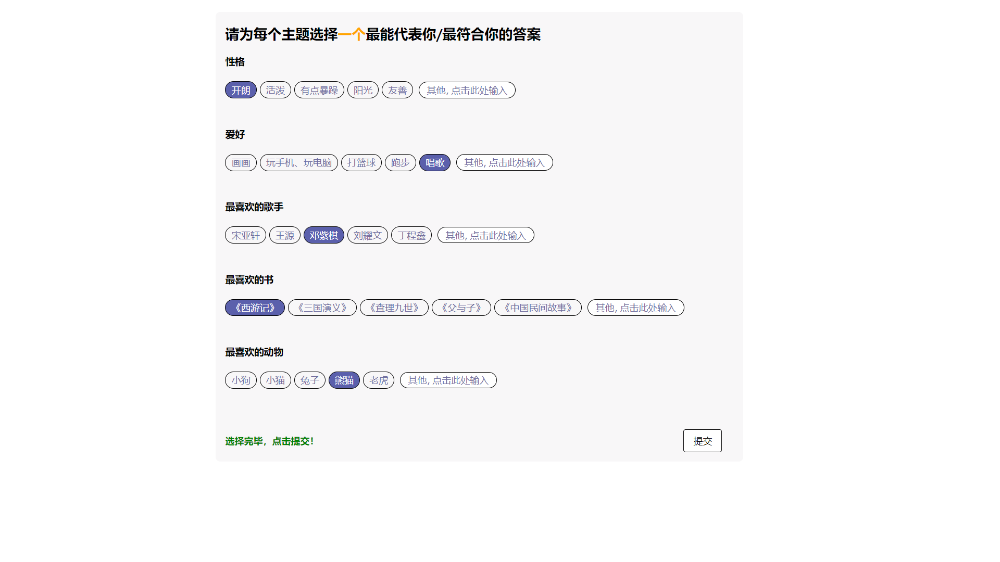 请为每个主题选择一个最能代表你/最符合你的答案
性格
开朗 活泼 有点暴躁 阳光 友善 其他, 点击此处输入
爱好
画画 玩手机、玩电脑 打篮球 跑步 唱歌 其他, 点击此处输入
最喜欢的歌手
宋亚轩 王源 邓紫棋 刘耀文 丁程鑫 其他, 点击此处输入
最喜欢的书
《西游记》 《三国演义》 《查理九世》 《父与子》 《中国民间故事》 其他, 点击此处输入
最喜欢的动物
小狗 小猫 兔子 熊猫 老虎 其他, 点击此处输入
选择完毕，点击提交！ 提交